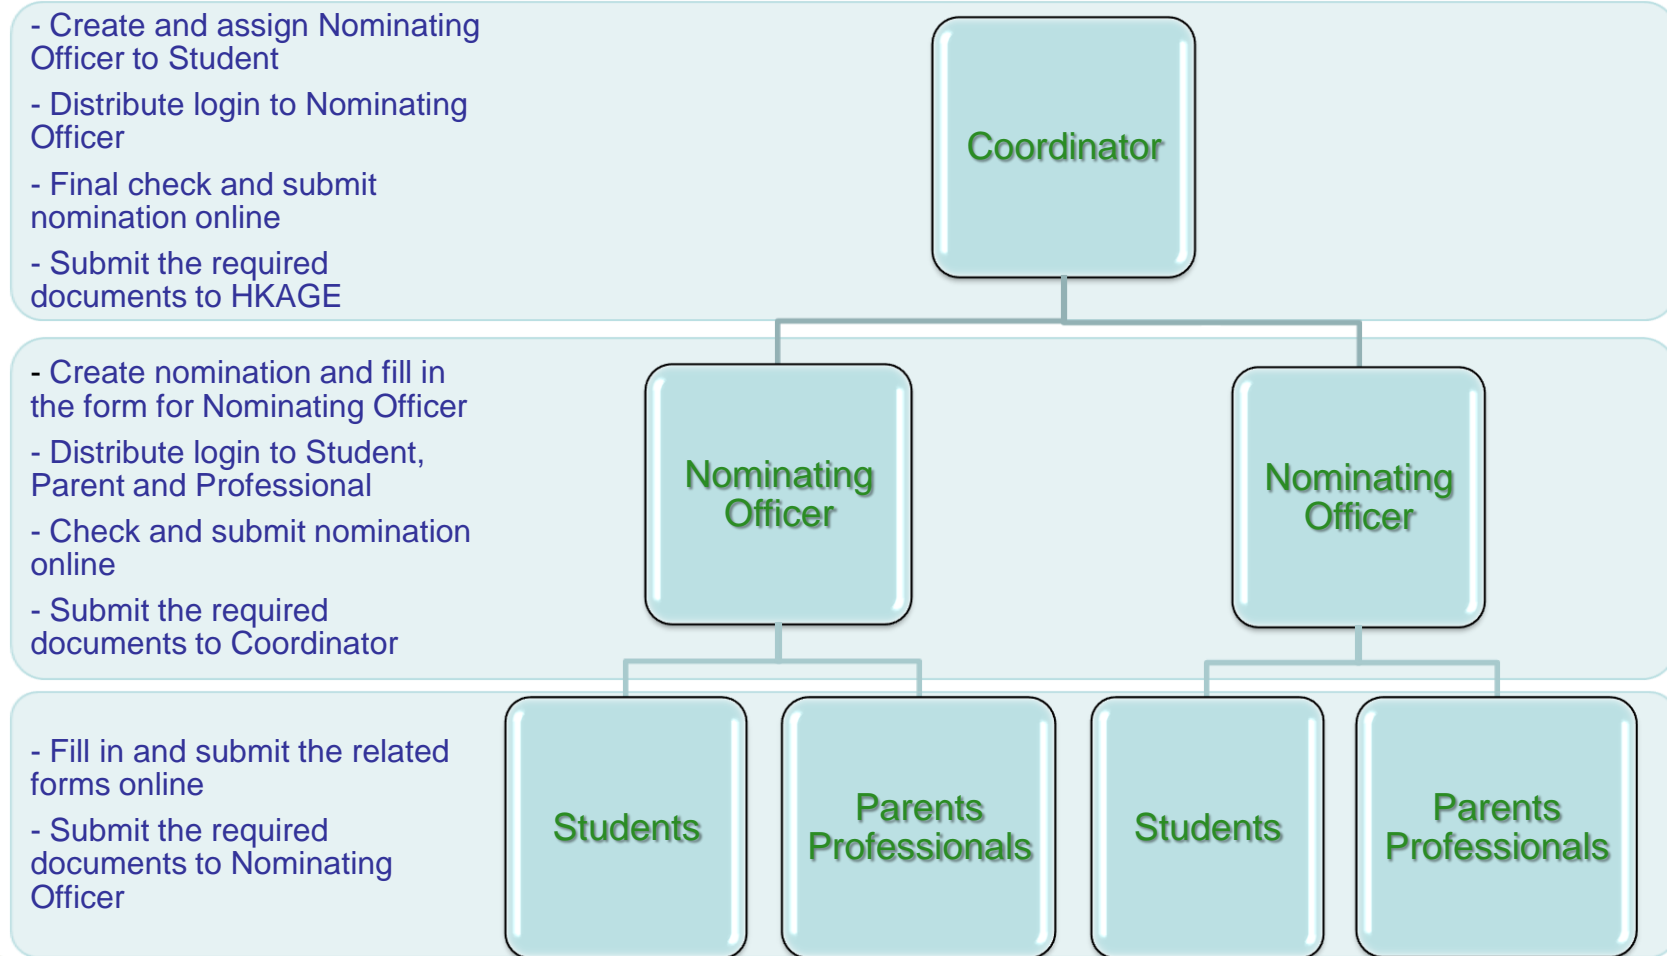 - Create and assign Nominating
Officer to Student
- Distribute login to Nominating
Officer
- Final check and submit
nomination online
- Submit the required
documents to HKAGE
Coordinator
- Create nomination and fill in
the form for Nominating Officer
- Distribute login to Student,
Parent and Professional
- Check and submit nomination
online
- Submit the required
documents to Coordinator
Nominating
Officer
Nominating
Officer
- Fill in and submit the related
forms online
- Submit the required
documents to Nominating
Officer
Students
Parents
Professionals
Students
Parents
Professionals